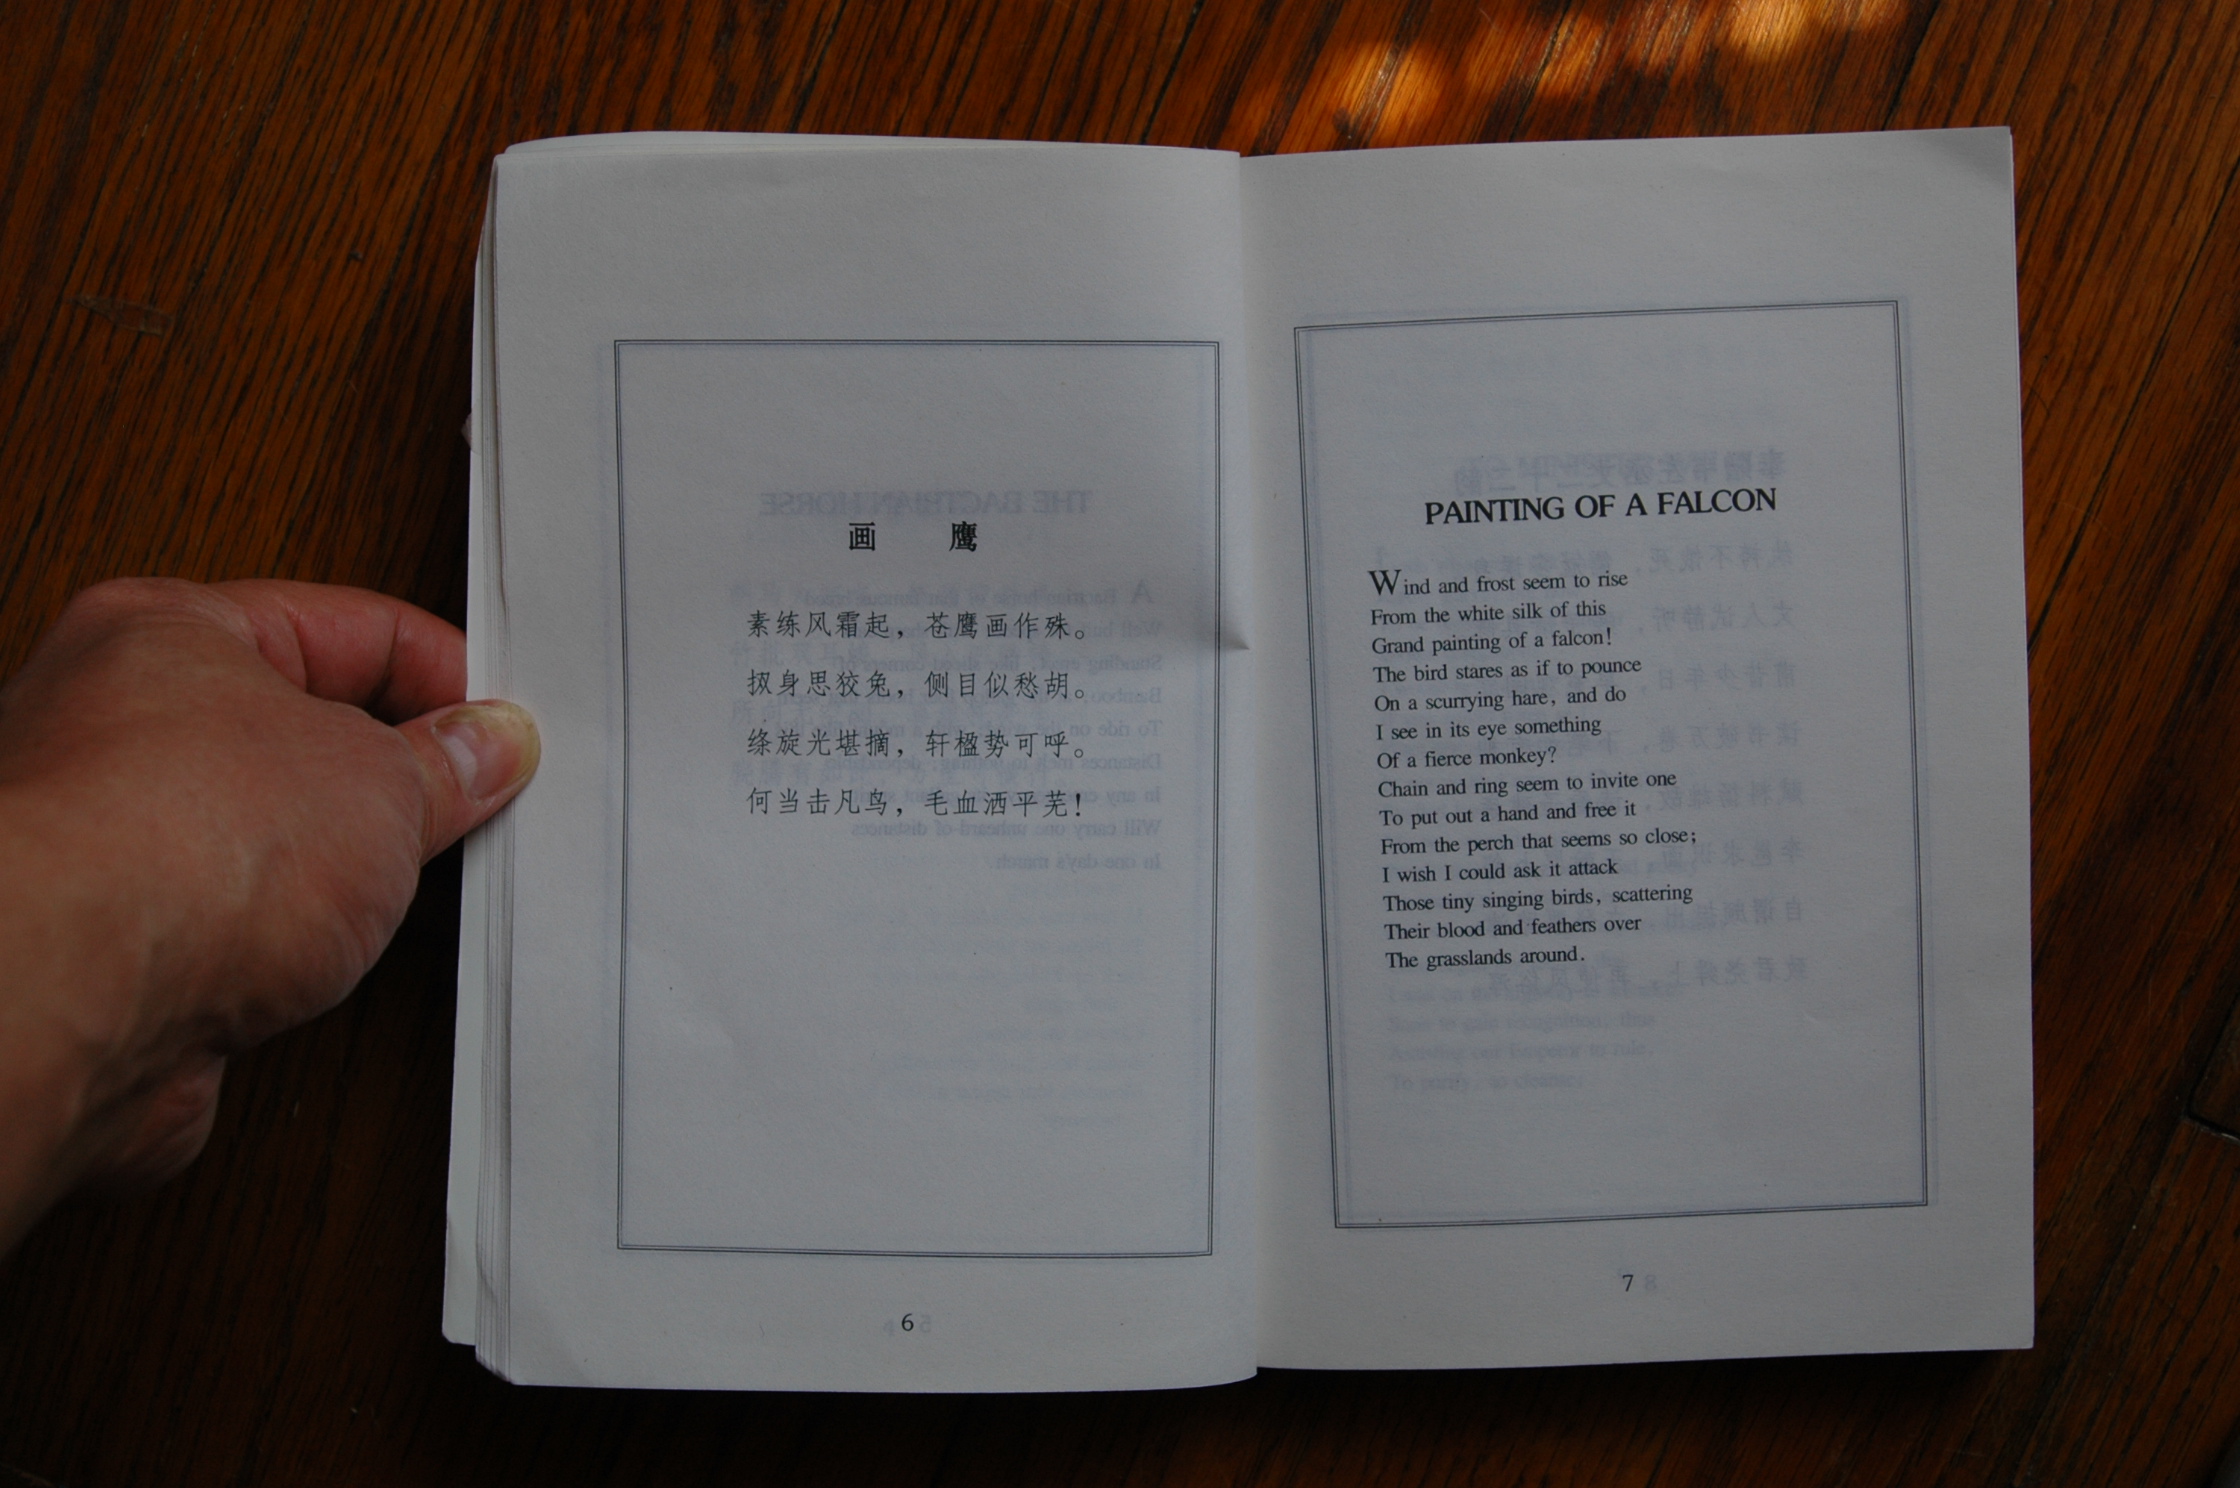 画 鹰
素练风霜起，苍鹰画作殊。
㧐身思狡兔，侧目似愁胡。
绦旋光堪摘，轩楹势可呼。
何当击凡鸟，毛血洒平芜！
6
PAINTING OF A FALCON
Wind and frost seem to rise
From the white silk of this
Grand painting of a falcon!
The bird stares as if to pounce
On a scurrying hare, and do
I see in its eye something
Of a fierce monkey?
Chain and ring seem to invite one
To put out a hand and free it
From the perch that seems so close;
I wish I could ask it attack
Those tiny singing birds, scattering
Their blood and feathers over
The grasslands around.
7